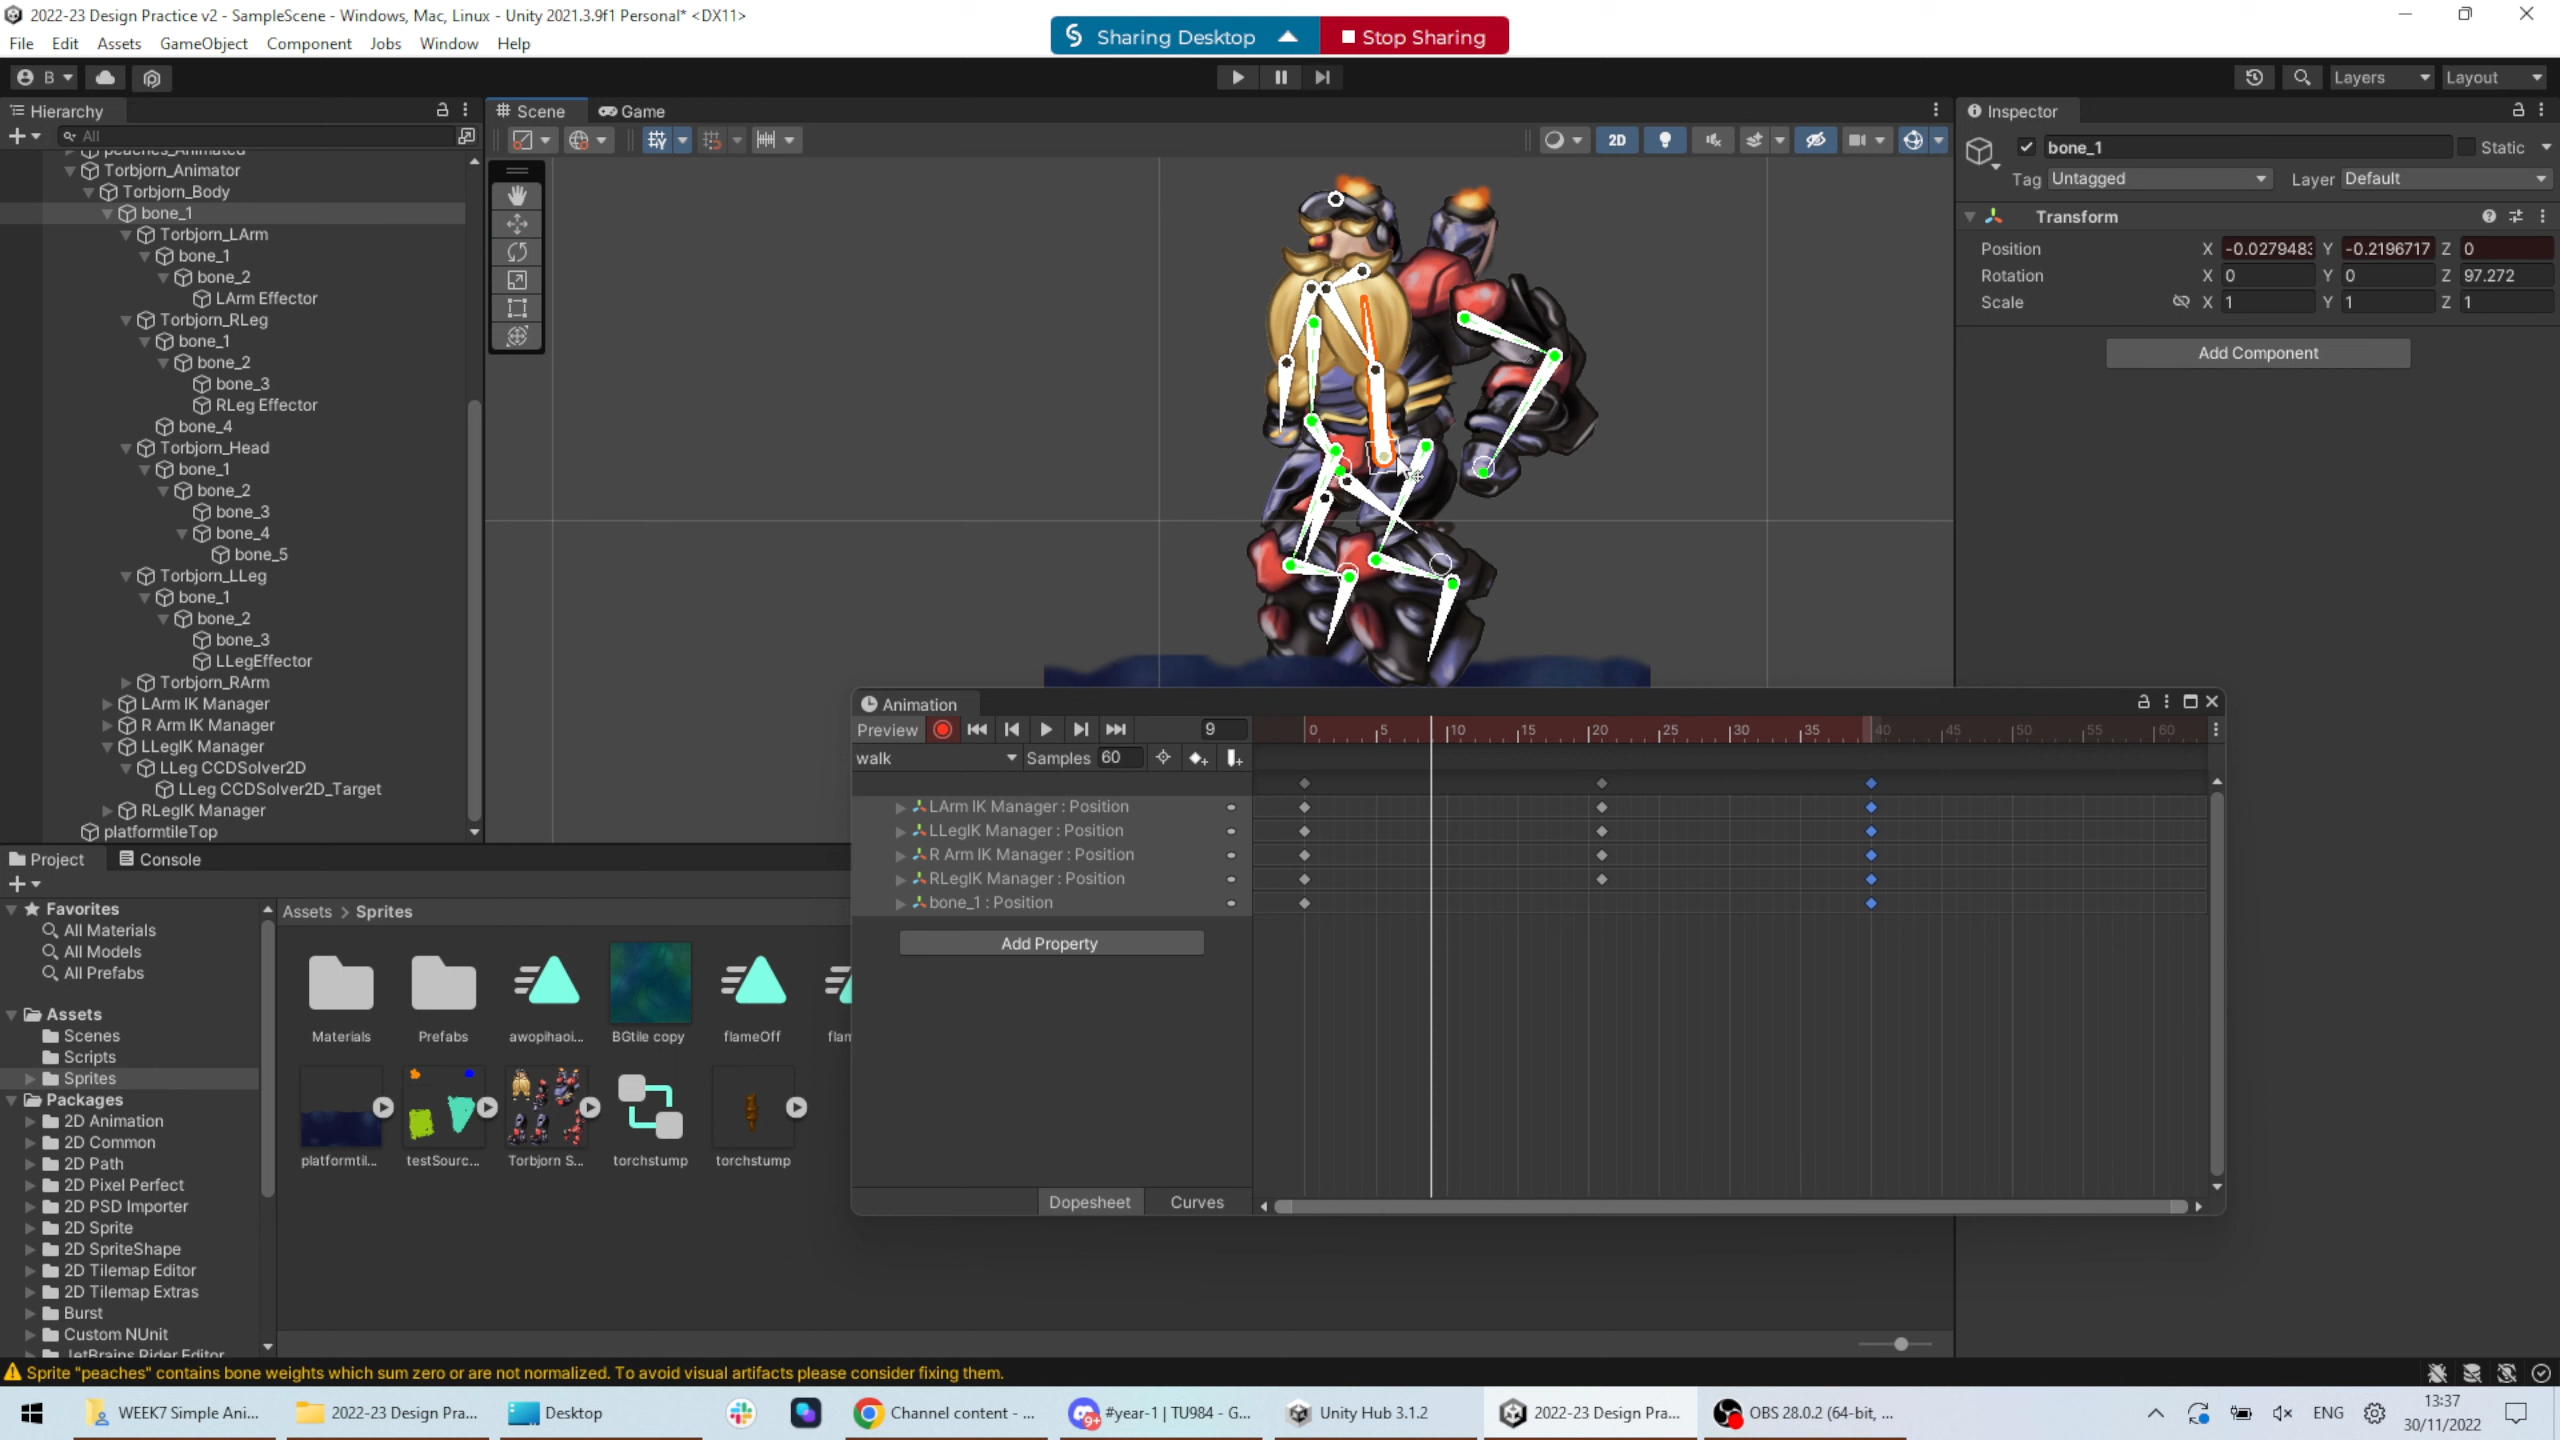 2022-23 Design Practice v2 - SampleScene - Windows, Mac, Linux - Unity 2021.3.9f1 Personal* <DX11>
Sharing Desktop
Stop Sharing
File Edit Assets GameObject Component Jobs Window Help
B
Layers
Layout
Hierarchy
All
peaches_Animated
Torbjorn_Animator
Torbjorn_Body
bone_1
Torbjorn_LArm
bone_1
bone_2
LArm Effector
Torbjorn_RLeg
bone_1
bone_2
bone_3
RLeg Effector
bone_4
Torbjorn_Head
bone_1
bone_2
bone_3
bone_4
bone_5
Torbjorn_LLeg
bone_1
bone_2
bone_3
LLegEffector
Torbjorn_RArm
LArm IK Manager
R Arm IK Manager
LLegIK Manager
LLeg CCDSolver2D
LLeg CCDSolver2D_Target
RLegIK Manager
platformtileTop
Scene
Game
2D
Inspector
bone_1
Static
Tag Untagged
Layer Default
Transform
Position X -0.0279483 Y -0.2196717 Z 0
Rotation X 0 Y 0 Z 97.272
Scale X 1 Y 1 Z 1
Add Component
Animation
Preview
9
0 5 10 15 20 25 30 35 40 45 50 55 60
walk
Samples 60
LArm IK Manager : Position
LLegIK Manager : Position
R Arm IK Manager : Position
RLegIK Manager : Position
bone_1 : Position
Add Property
Dopesheet Curves
Project
Console
Favorites
All Materials
All Models
All Prefabs
Assets
Scenes
Scripts
Sprites
Packages
2D Animation
2D Common
2D Path
2D Pixel Perfect
2D PSD Importer
2D Sprite
2D SpriteShape
2D Tilemap Editor
2D Tilemap Extras
Burst
Custom NUnit
JetBrains Rider Editor
Assets > Sprites
Materials
Prefabs
awopihaoi...
BGtile copy
flameOff
flam
platformtil...
testSourc...
Torbjorn S...
torchstump
torchstump
Sprite "peaches" contains bone weights which sum zero or are not normalized. To avoid visual artifacts please consider fixing them.
WEEK7 Simple Ani...
2022-23 Design Pra...
Desktop
Channel content - ...
9+
#year-1 | TU984 - G...
Unity Hub 3.1.2
2022-23 Design Pra...
OBS 28.0.2 (64-bit, ...
ENG
13:37
30/11/2022